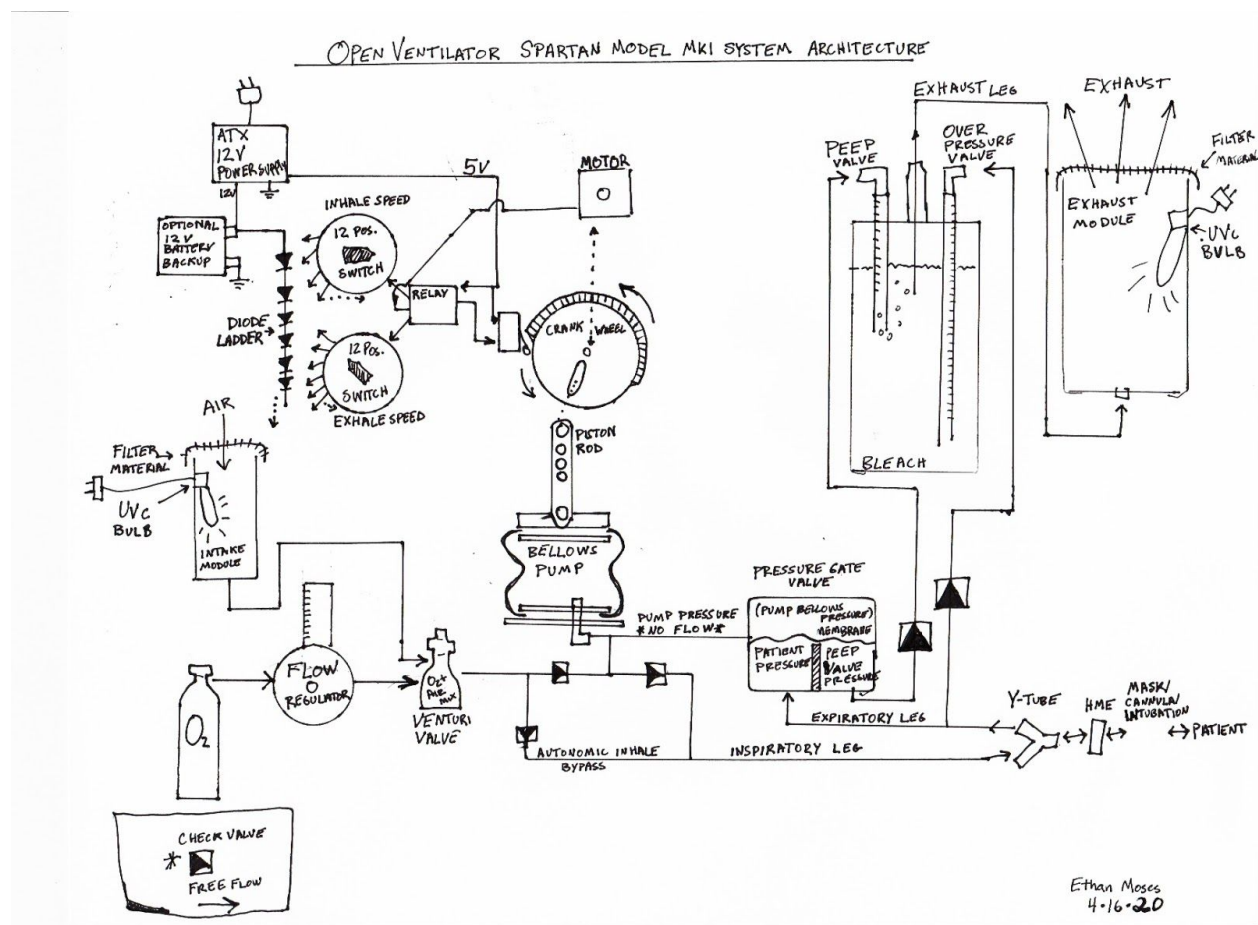 OPEN VENTILATOR SPARTAN MODEL MK1 SYSTEM ARCHITECTURE
ATX
12V
POWER SUPPLY
12V
5V
OPTIONAL
12V
BATTERY
BACKUP
DIODE
LADDER
INHALE SPEED
12 POS.
SWITCH
RELAY
12 POS.
SWITCH
EXHALE SPEED
MOTOR
CRANK WHEEL
PISTON
ROD
BELLOWS
PUMP
AIR
FILTER
MATERIAL
UVC
BULB
INTAKE
MODULE
O2
FLOW
REGULATOR
O2+
AIR
MIX
VENTURI
VALVE
PUMP PRESSURE
*NO FLOW*
AUTONOMIC INHALE
BYPASS
INSPIRATORY LEG
EXPIRATORY LEG
PRESSURE GATE
VALVE
(PUMP BELLOWS
PRESSURE)
MEMBRANE
PATIENT
PRESSURE
PEEP
VALVE
PRESSURE
PEEP
VALVE
EXHAUST LEG
OVER
PRESSURE
VALVE
BLEACH
EXHAUST
FILTER
MATERIAL
EXHAUST
MODULE
UVC
BULB
Y-TUBE
HME
MASK/
CANNULA/
INTUBATION
PATIENT
CHECK VALVE
*
FREE FLOW
Ethan Moses
4·16·20